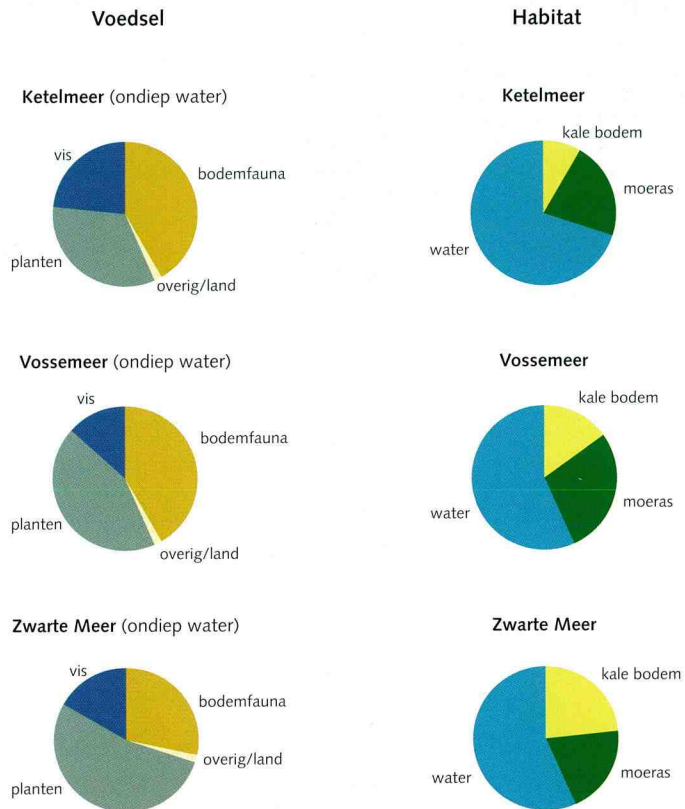 Voedsel
Habitat
Ketelmeer (ondiep water)
vis
bodemfauna
planten
overig/land
Ketelmeer
kale bodem
moeras
water
Vossemeer (ondiep water)
vis
bodemfauna
planten
overig/land
Vossemeer
kale bodem
moeras
water
Zwarte Meer (ondiep water)
vis
bodemfauna
overig/land
planten
Zwarte Meer
kale bodem
water
moeras